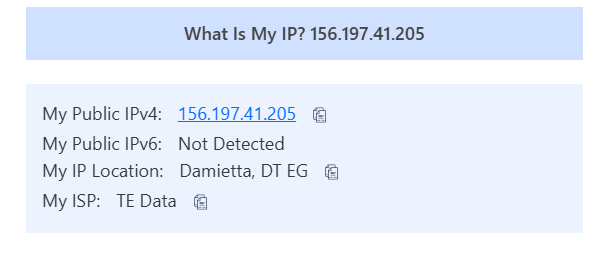 What Is My IP? 156.197.41.205
My Public IPv4: 156.197.41.205
My Public IPv6: Not Detected
My IP Location: Damietta, DT EG
My ISP: TE Data